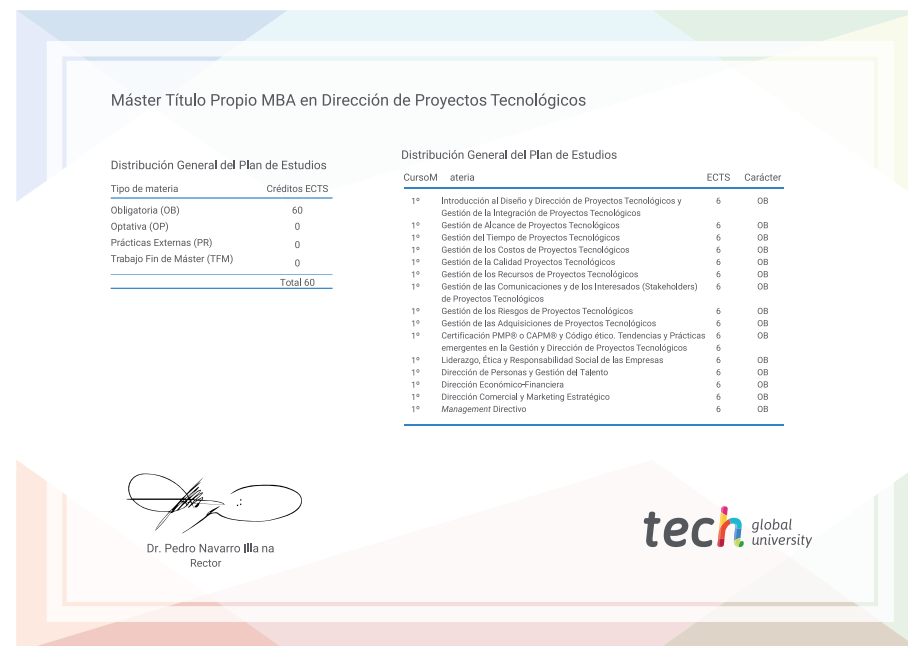 Máster Título Propio MBA en Dirección de Proyectos Tecnológicos
Distribución General del Plan de Estudios
Tipo de materia Créditos ECTS
Obligatoria (OB) 60
Optativa (OP) 0
Prácticas Externas (PR) 0
Trabajo Fin de Máster (TFM) 0
Total 60
Distribución General del Plan de Estudios
CursoM ateria ECTS Carácter
1º Introducción al Diseño y Dirección de Proyectos Tecnológicos y 6 OB
Gestión de la Integración de Proyectos Tecnológicos
1º Gestión de Alcance de Proyectos Tecnológicos 6 OB
1º Gestión del Tiempo de Proyectos Tecnológicos 6 OB
1º Gestión de los Costos de Proyectos Tecnológicos 6 OB
1º Gestión de la Calidad Proyectos Tecnológicos 6 OB
1º Gestión de los Recursos de Proyectos Tecnológicos 6 OB
1º Gestión de las Comunicaciones y de los Interesados (Stakeholders) 6 OB
de Proyectos Tecnológicos
1º Gestión de los Riesgos de Proyectos Tecnológicos 6 OB
1º Gestión de las Adquisiciones de Proyectos Tecnológicos 6 OB
1º Certificación PMP® o CAPM® y Código ético. Tendencias y Prácticas 6 OB
emergentes en la Gestión y Dirección de Proyectos Tecnológicos 6
1º Liderazgo, Ética y Responsabilidad Social de las Empresas 6 OB
1º Dirección de Personas y Gestión del Talento 6 OB
1º Dirección Económico-Financiera 6 OB
1º Dirección Comercial y Marketing Estratégico 6 OB
1º Management Directivo 6 OB
Dr. Pedro Navarro Illa na
Rector
tech global
university